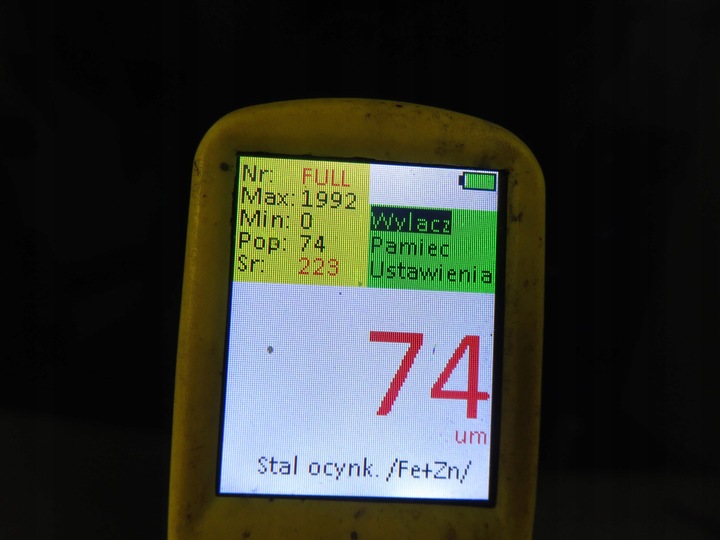 Nr: FULL
Max: 1992
Min: 0
Pop: 74
Sr: 223
Wylacz
Pamiec
Ustawienia
74
um
Stal ocynk. /Fe+Zn/